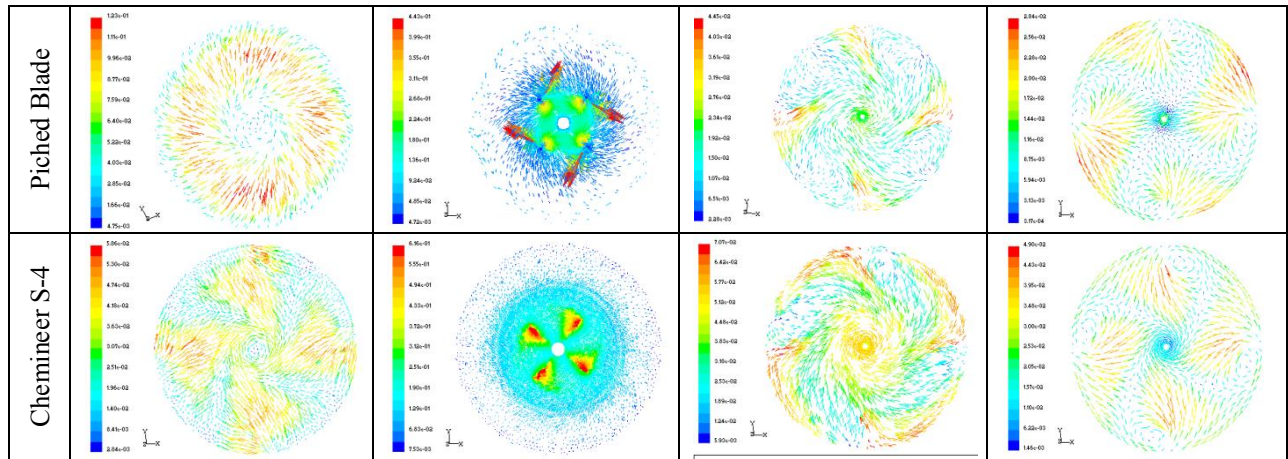 Piched Blade
1.23e-01
1.11e-01
9.96e-02
8.77e-02
7.59e-02
6.40e-02
5.22e-02
4.03e-02
2.85e-02
1.66e-02
4.75e-03
Y
Z X
4.43e-01
3.99e-01
3.55e-01
3.11e-01
2.68e-01
2.24e-01
1.80e-01
1.36e-01
9.24e-02
4.85e-02
4.72e-03
Y
Z X
4.45e-02
4.03e-02
3.61e-02
3.19e-02
2.76e-02
2.34e-02
1.92e-02
1.49e-02
1.07e-02
6.51e-03
2.28e-03
Y
Z X
2.84e-02
2.56e-02
2.28e-02
2.00e-02
1.72e-02
1.44e-02
1.16e-02
8.75e-03
5.94e-03
3.13e-03
3.17e-04
Y
Z X
Chemineer S-4
5.86e-02
5.30e-02
4.74e-02
4.18e-02
3.63e-02
3.07e-02
2.51e-02
1.96e-02
1.40e-02
8.41e-03
2.84e-03
Y
Z X
6.16e-01
5.55e-01
4.94e-01
4.33e-01
3.72e-01
3.12e-01
2.51e-01
1.90e-01
1.29e-01
6.83e-02
7.53e-03
Y
Z X
7.07e-02
6.42e-02
5.77e-02
5.13e-02
4.48e-02
3.83e-02
3.18e-02
2.53e-02
1.89e-02
1.24e-02
5.92e-03
Y
Z X
4.90e-02
4.43e-02
3.95e-02
3.48e-02
3.00e-02
2.53e-02
2.05e-02
1.57e-02
1.10e-02
6.22e-03
1.46e-03
Y
Z X